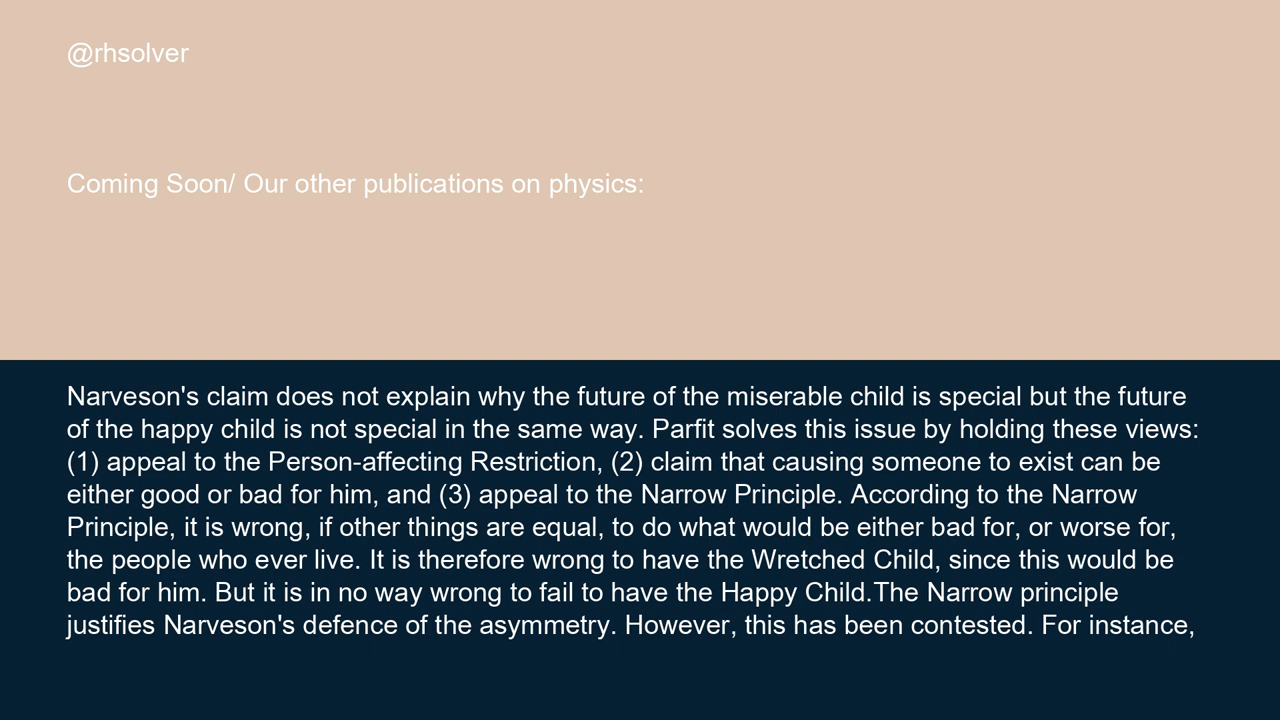 @rhsolver
Coming Soon/ Our other publications on physics:
Narveson's claim does not explain why the future of the miserable child is special but the future
of the happy child is not special in the same way. Parfit solves this issue by holding these views:
(1) appeal to the Person-affecting Restriction, (2) claim that causing someone to exist can be
either good or bad for him, and (3) appeal to the Narrow Principle. According to the Narrow
Principle, it is wrong, if other things are equal, to do what would be either bad for, or worse for,
the people who ever live. It is therefore wrong to have the Wretched Child, since this would be
bad for him. But it is in no way wrong to fail to have the Happy Child.The Narrow principle
justifies Narveson's defence of the asymmetry. However, this has been contested. For instance,